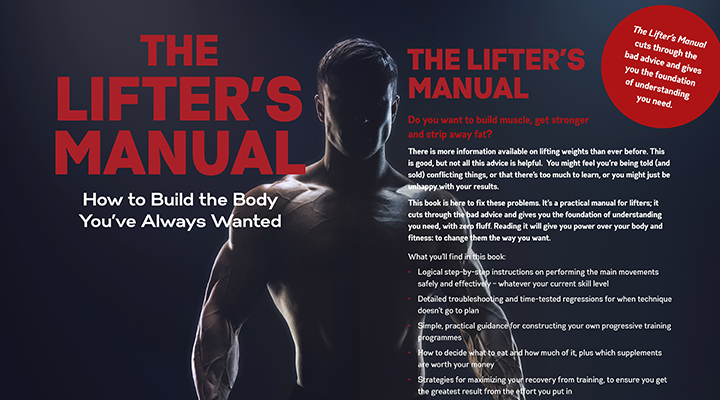 THE
LIFTER'S
MANUAL
How to Build the Body
You've Always Wanted
THE LIFTER'S
MANUAL
Do you want to build muscle, get stronger
and strip away fat?
There is more information available on lifting weights than ever before. This
is good, but not all this advice is helpful. You might feel you're being told (and
sold) conflicting things, or that there's too much to learn, or you might just be
unhappy with your results.
This book is here to fix these problems. It's a practical manual for lifters; it
cuts through the bad advice and gives you the foundation of understanding
you need, with zero fluff. Reading it will give you power over your body and
fitness: to change them the way you want.
What you'll find in this book:
- Logical step-by-step instructions on performing the main movements
safely and effectively – whatever your current skill level
- Detailed troubleshooting and time-tested regressions for when technique
doesn't go to plan
- Simple, practical guidance for constructing your own progressive training
programmes
- How to decide what to eat and how much of it, plus which supplements
are worth your money
- Strategies for maximizing your recovery from training, to ensure you get
the greatest result from the effort you put in
The Lifter's Manual
cuts through the
bad advice and gives
you the foundation
of understanding
you need.